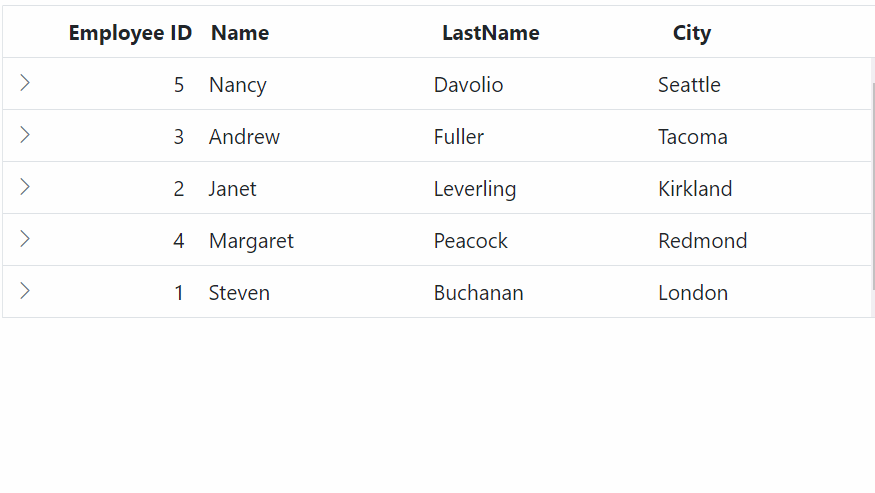 Employee ID Name LastName City
5 Nancy Davolio Seattle
3 Andrew Fuller Tacoma
2 Janet Leverling Kirkland
4 Margaret Peacock Redmond
1 Steven Buchanan London